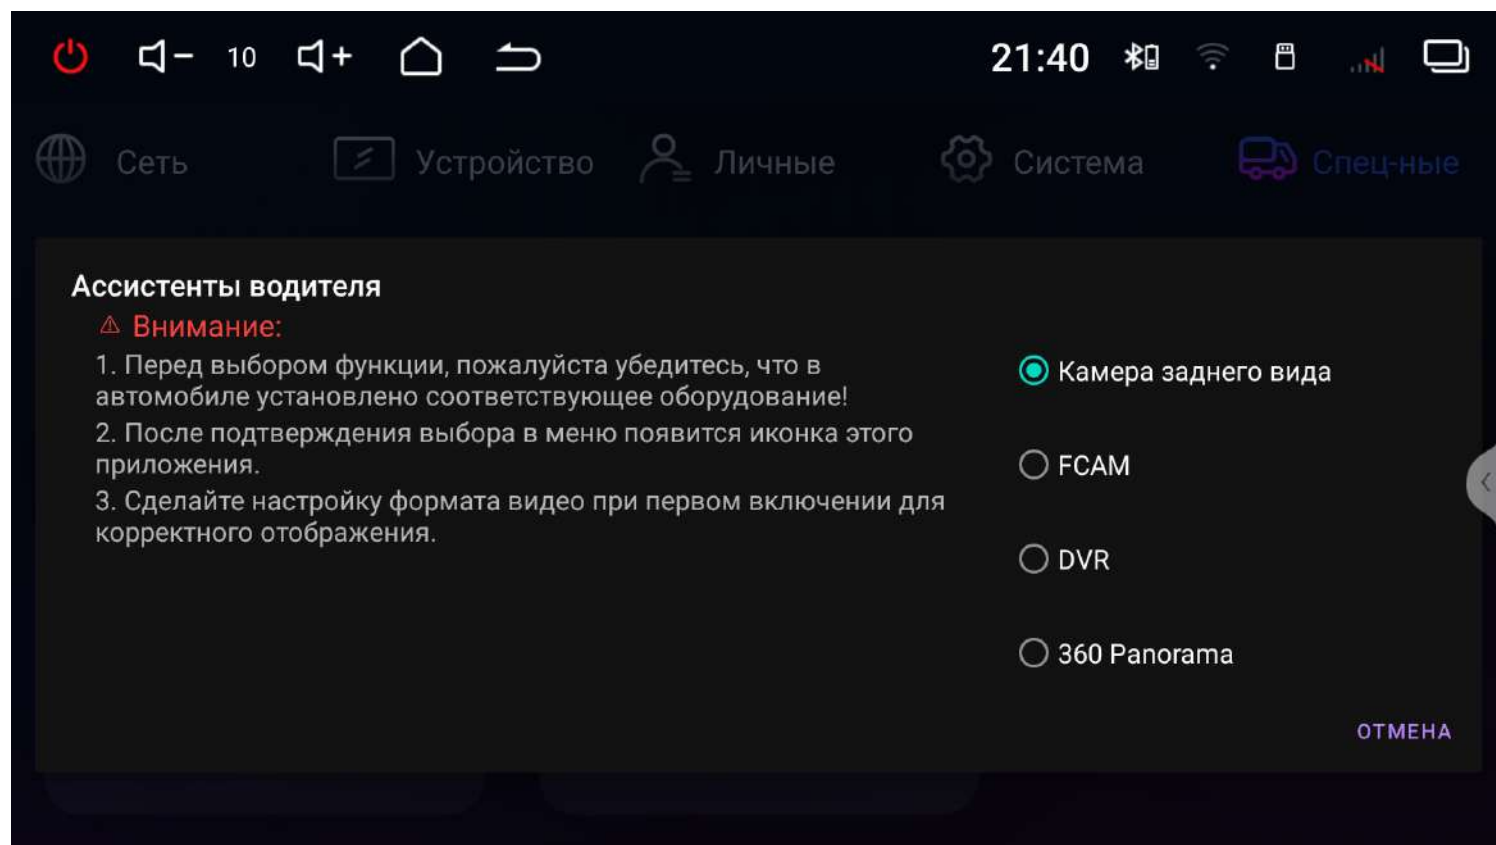 10
21:40
Сеть
Устройство
Личные
Система
Спец-ные
Ассистенты водителя
Внимание:
1. Перед выбором функции, пожалуйста убедитесь, что в
автомобиле установлено соответствующее оборудование!
2. После подтверждения выбора в меню появится иконка этого
приложения.
3. Сделайте настройку формата видео при первом включении для
корректного отображения.
Камера заднего вида
FCAM
DVR
360 Panorama
ОТМЕНА